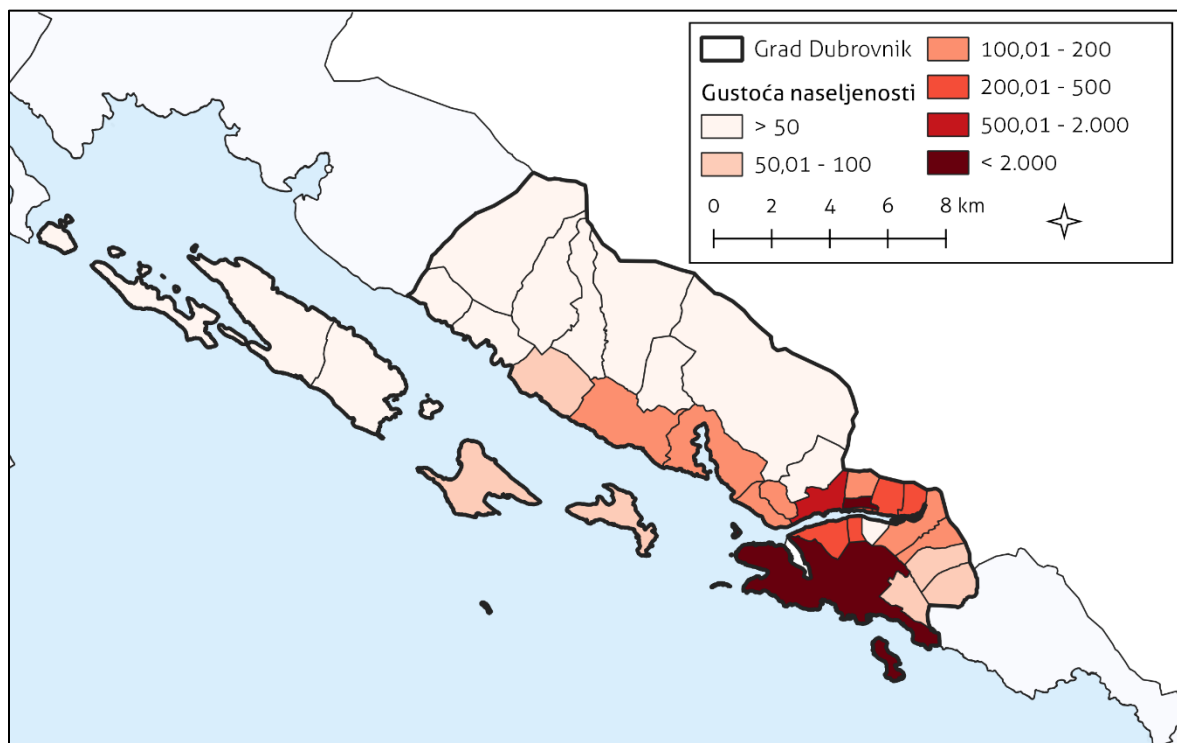 Grad Dubrovnik
Gustoća naseljenosti
> 50
50,01 - 100
100,01 - 200
200,01 - 500
500,01 - 2.000
< 2.000
0 2 4 6 8 km